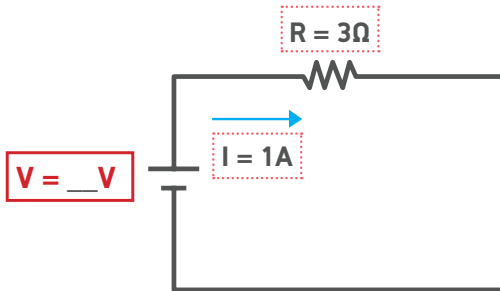 R = 3Ω
I = 1A
V = __V